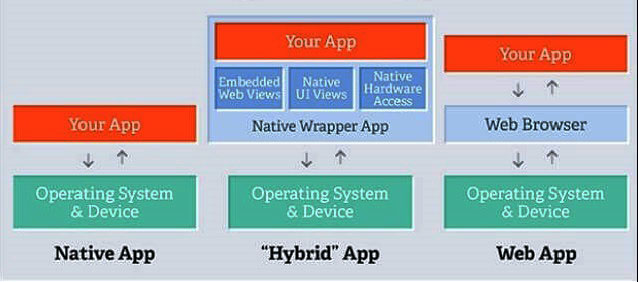 Your App
Operating System
& Device
Native App
Your App
Embedded
Web Views
Native
UI Views
Native
Hardware
Access
Native Wrapper App
Operating System
& Device
“Hybrid” App
Your App
Web Browser
Operating System
& Device
Web App